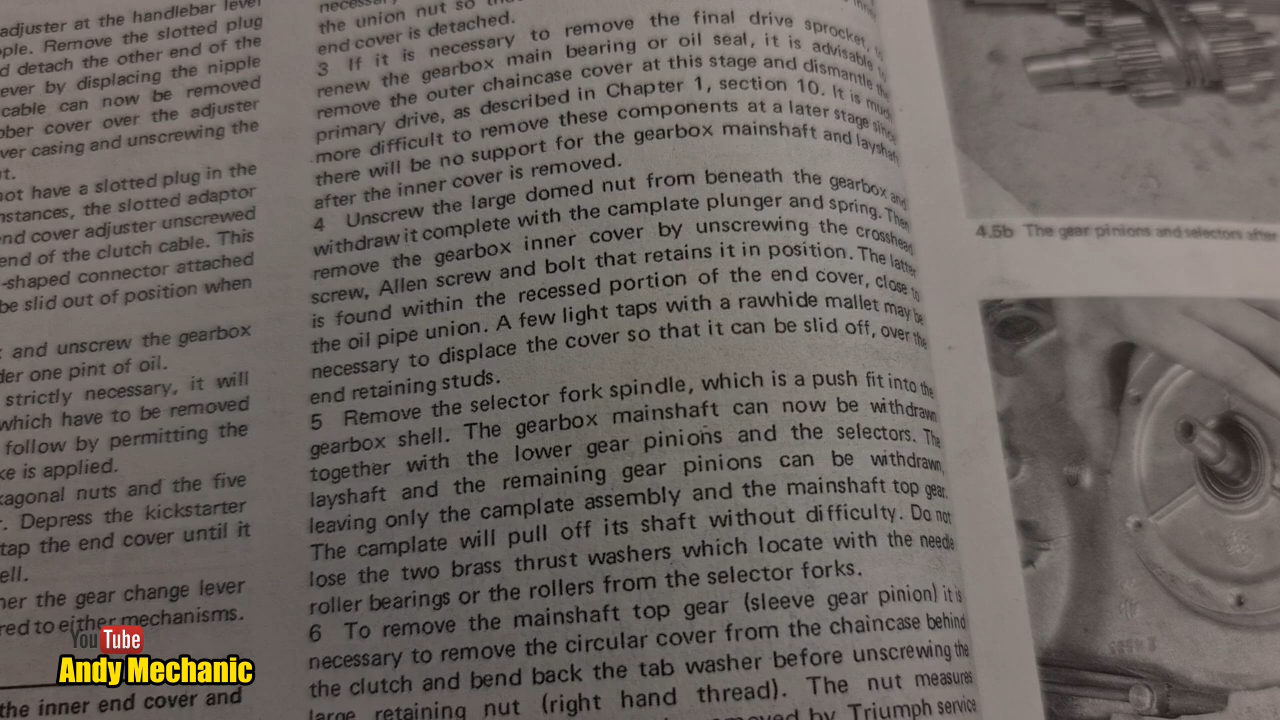 adjuster at the handlebar level
Remove the slotted plug
detach the other end of the
by displacing the nipple
cable can now be removed
cover over the adjuster
casing and unscrewing the
have a slotted plug in the
the slotted adaptor
cover adjuster unscrewed
end of the clutch cable. This
-shaped connector attached
be slid out of position when
and unscrew the gearbox
one pint of oil.
strictly necessary, it will
which have to be removed
follow by permitting the
is applied.
nuts and the five
Depress the kickstarter
tap the end cover until it
the gear change lever
to either mechanisms.
the inner end cover and
the union nut so
end cover is detached.
3 If it is necessary to remove the final drive sprocket,
renew the gearbox main bearing or oil seal, it is advisable
remove the outer chaincase cover at this stage and dismantle the
primary drive, as described in Chapter 1, section 10. It is much
more difficult to remove these components at a later stage since
there will be no support for the gearbox mainshaft and layshaft
after the inner cover is removed.
4 Unscrew the large domed nut from beneath the gearbox and
withdraw it complete with the camplate plunger and spring. Then
remove the gearbox inner cover by unscrewing the crosshead
screw, Allen screw and bolt that retains it in position. The latter
is found within the recessed portion of the end cover, close to
the oil pipe union. A few light taps with a rawhide mallet may be
necessary to displace the cover so that it can be slid off, over the
end retaining studs.
5 Remove the selector fork spindle, which is a push fit into the
gearbox shell. The gearbox mainshaft can now be withdrawn
together with the lower gear pinions and the selectors. The
layshaft and the remaining gear pinions can be withdrawn,
leaving only the camplate assembly and the mainshaft top gear.
The camplate will pull off its shaft without difficulty. Do not
lose the two brass thrust washers which locate with the needle
roller bearings or the rollers from the selector forks.
6 To remove the mainshaft top gear (sleeve gear pinion) it is
necessary to remove the circular cover from the chaincase behind
the clutch and bend back the tab washer before unscrewing the
large retaining nut (right hand thread). The nut measures
by Triumph service
4.5b The gear pinions and selectors after
YouTube
Andy Mechanic